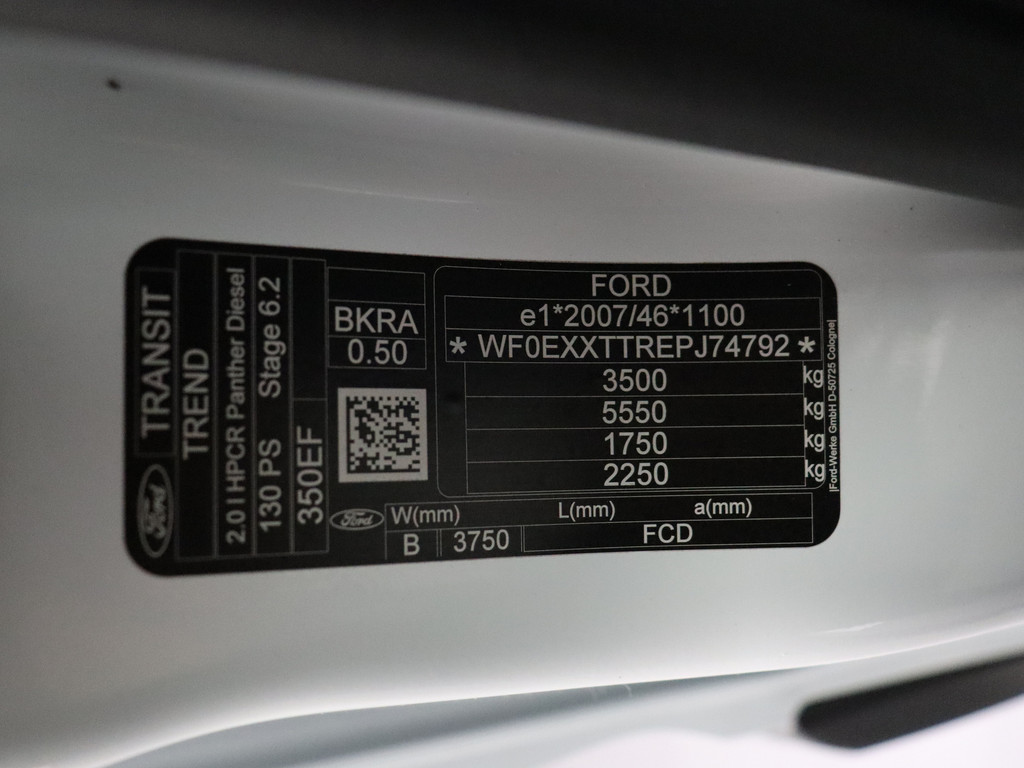 Ford
TRANSIT
TREND
2.0 l HPCR Panther Diesel
130 PS Stage 6.2
350EF
BKRA
0.50
FORD
e1*2007/46*1100
* WF0EXXTTREPJ74792 *
3500 kg
5550 kg
1750 kg
2250 kg
|Ford-Werke GmbH D-50725 Cologne|
Ford
W(mm) L(mm) a(mm)
B 3750 FCD